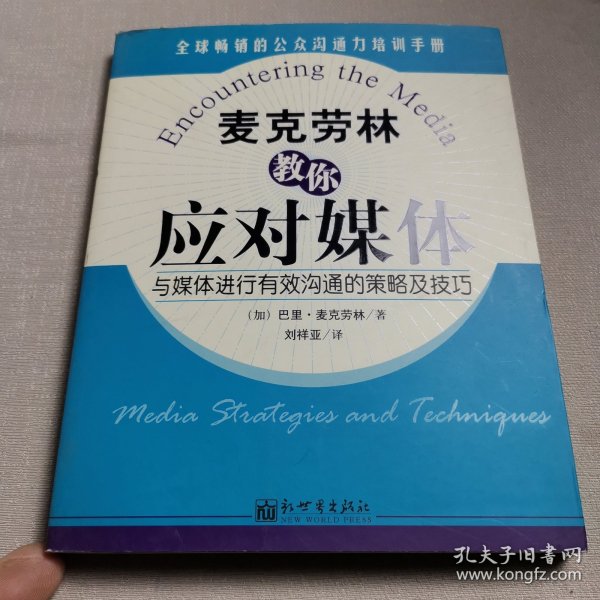 全球畅销的公众沟通力培训手册
Encountering the Media
麦克劳林
教你
应对媒体
与媒体进行有效沟通的策略及技巧
（加）巴里·麦克劳林/著
刘祥亚/译
Media Strategies and Techniques
新世界出版社
NEW WORLD PRESS
孔夫子旧书网
www.kongfz.com